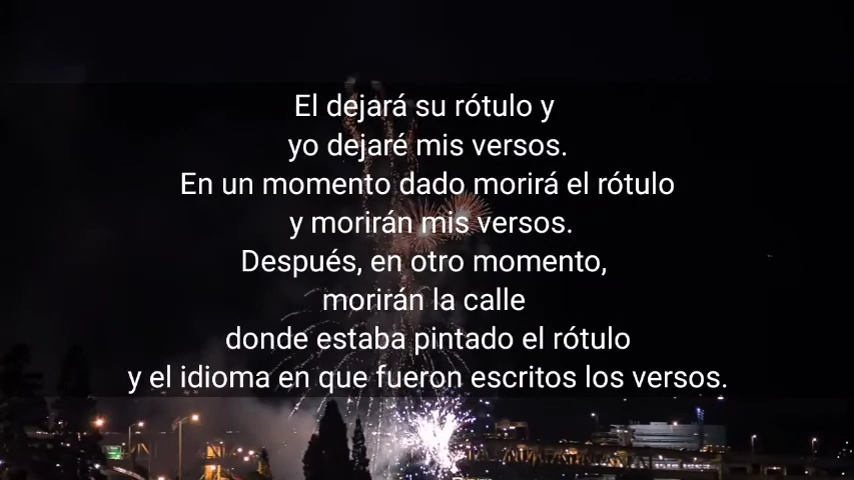 El dejará su rótulo y
yo dejaré mis versos.
En un momento dado morirá el rótulo
y morirán mis versos.
Después, en otro momento,
morirán la calle
donde estaba pintado el rótulo
y el idioma en que fueron escritos los versos.